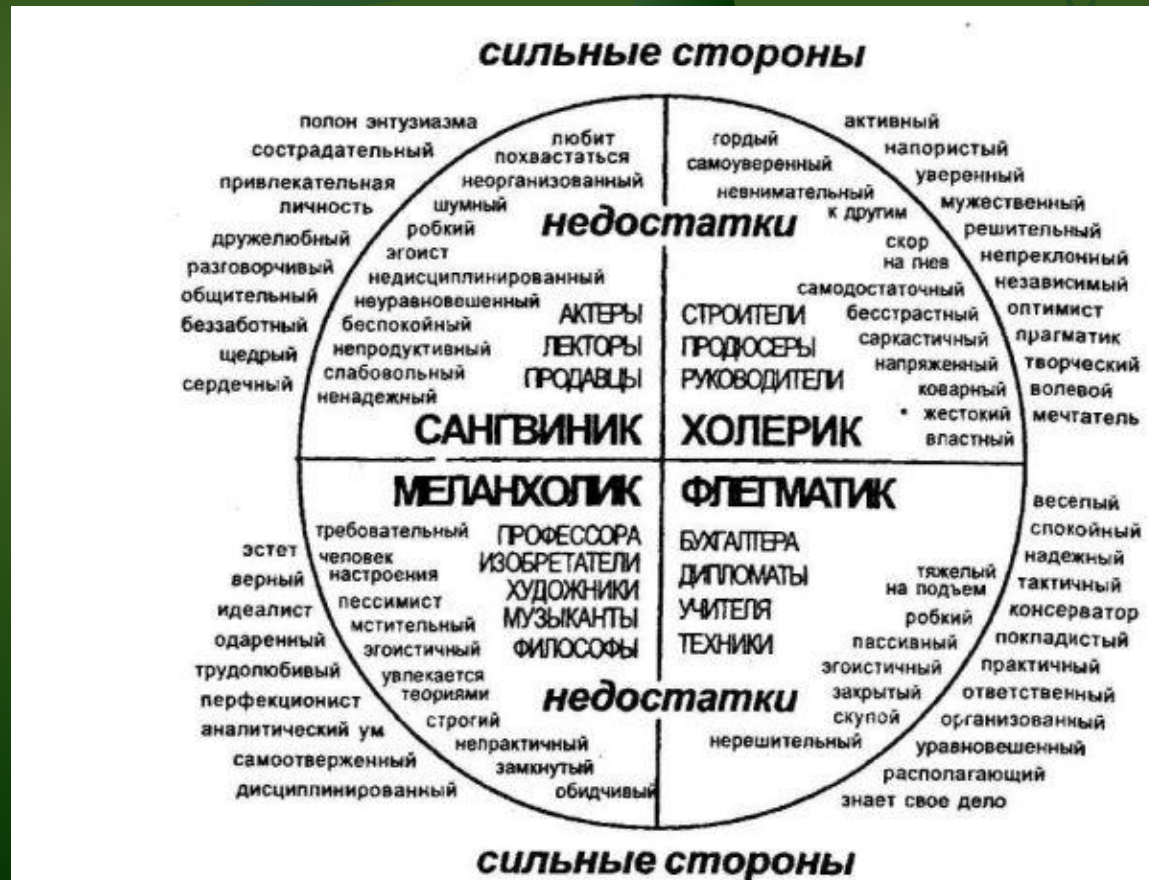 сильные стороны
полон энтузиазма
сострадательный
привлекательная
личность
дружелюбный
разговорчивый
общительный
беззаботный
щедрый
сердечный
любит
похвастаться
неорганизованный
шумный
робкий
эгоист
недисциплинированный
неуравновешенный
беспокойный
непродуктивный
слабовольный
ненадежный
недостатки
АКТЕРЫ
ЛЕКТОРЫ
ПРОДАВЦЫ
САНГВИНИК
гордый
самоуверенный
невнимательный
к другим
скор
на гнев
самодостаточный
бесстрастный
саркастичный
напряженный
коварный
жестокий
властный
СТРОИТЕЛИ
ПРОДЮСЕРЫ
РУКОВОДИТЕЛИ
ХОЛЕРИК
активный
напористый
уверенный
мужественный
решительный
непреклонный
независимый
оптимист
прагматик
творческий
волевой
мечтатель
МЕЛАНХОЛИК
эстет
верный
идеалист
одаренный
трудолюбивый
перфекционист
аналитический ум
самоотверженный
дисциплинированный
требовательный
человек
настроения
пессимист
мстительный
эгоистичный
увлекается
теориями
строгий
непрактичный
замкнутый
обидчивый
ПРОФЕССОРА
ИЗОБРЕТАТЕЛИ
ХУДОЖНИКИ
МУЗЫКАНТЫ
ФИЛОСОФЫ
недостатки
ФЛЕГМАТИК
БУХГАЛТЕРА
ДИПЛОМАТЫ
УЧИТЕЛЯ
ТЕХНИКИ
тяжелый
на подъем
робкий
пассивный
эгоистичный
закрытый
скупой
нерешительный
веселый
спокойный
надежный
тактичный
консерватор
покладистый
практичный
ответственный
организованный
уравновешенный
располагающий
знает свое дело
сильные стороны